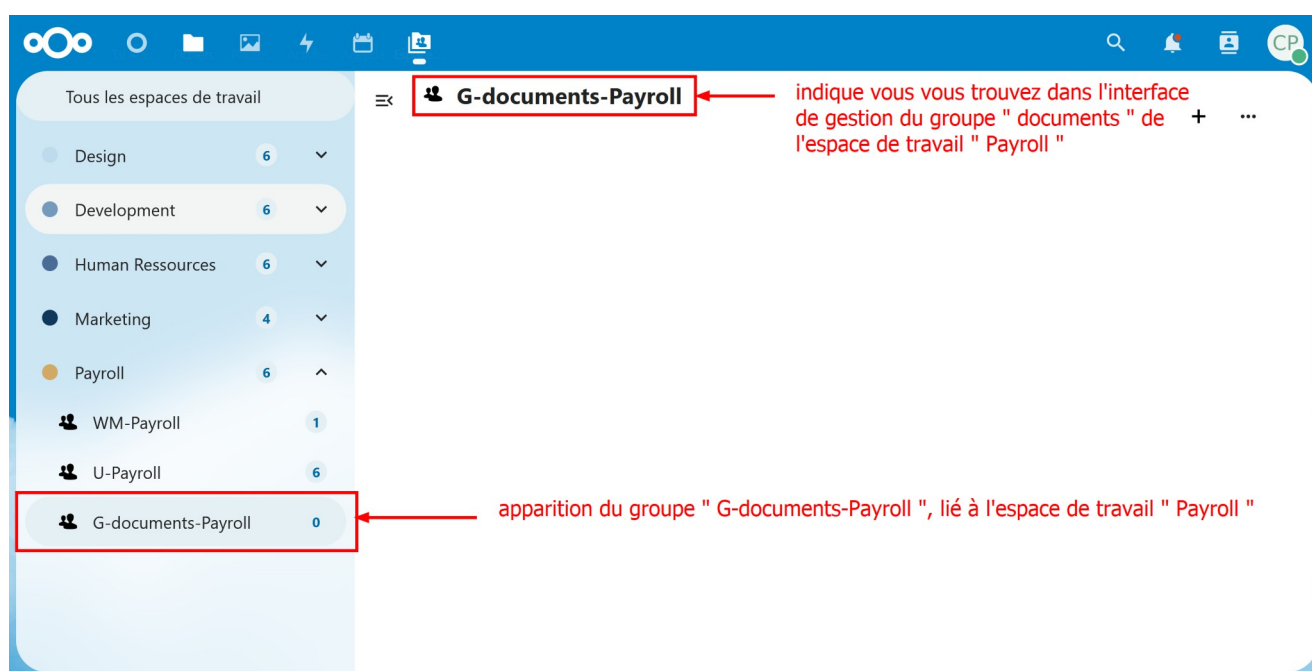 CP
Tous les espaces de travail
G-documents-Payroll
indique vous vous trouvez dans l'interface
de gestion du groupe " documents " de
l'espace de travail " Payroll "
Design 6
Development 6
Human Ressources 6
Marketing 4
Payroll 6
WM-Payroll 1
U-Payroll 6
G-documents-Payroll 0
apparition du groupe " G-documents-Payroll ", lié à l'espace de travail " Payroll "